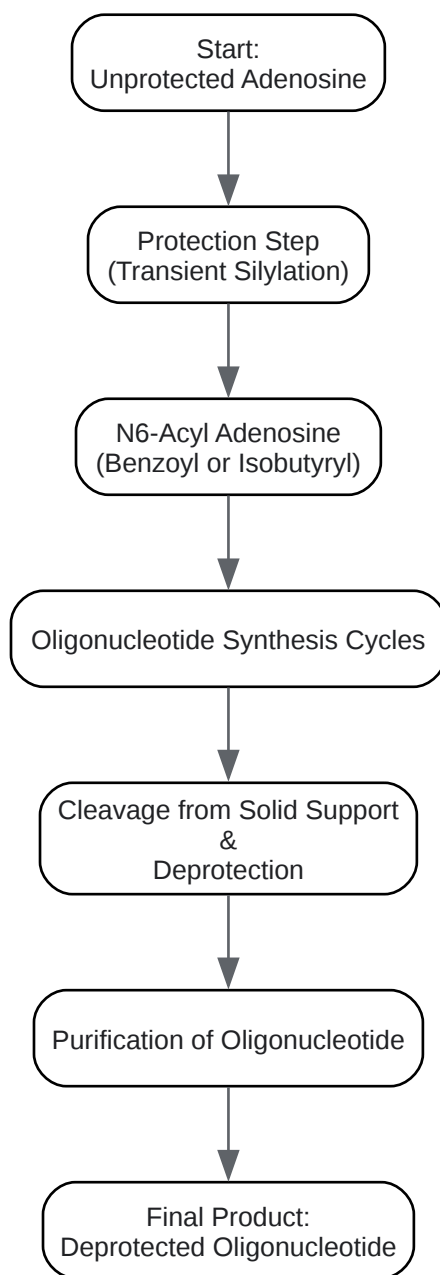 Start:
Unprotected Adenosine
Protection Step
(Transient Silylation)
N6-Acyl Adenosine
(Benzoyl or Isobutyryl)
Oligonucleotide Synthesis Cycles
Cleavage from Solid Support
&
Deprotection
Purification of Oligonucleotide
Final Product:
Deprotected Oligonucleotide